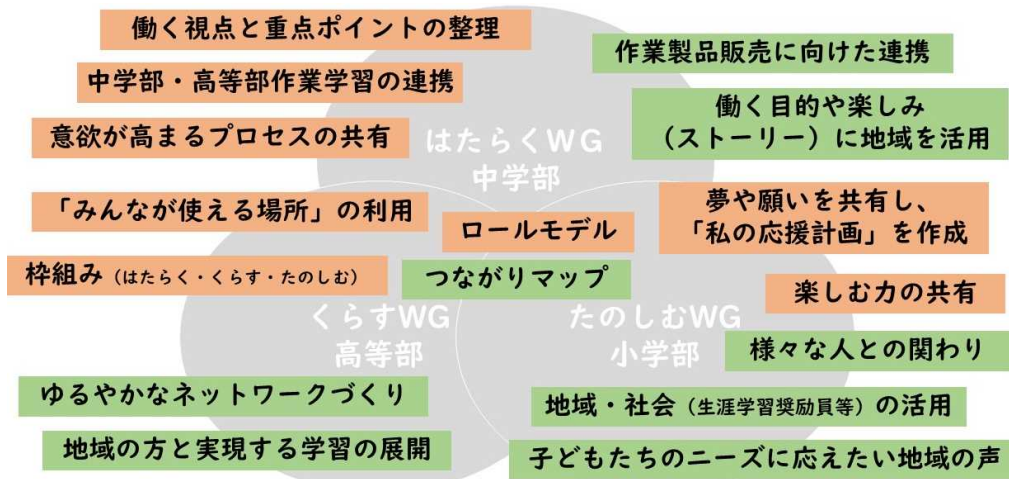 働く視点と重点ポイントの整理
中学部・高等部作業学習の連携
意欲が高まるプロセスの共有
作業製品販売に向けた連携
働く目的や楽しみ
（ストーリー）に地域を活用
はたらくWG
中学部
「みんなが使える場所」の利用
枠組み（はたらく・くらす・たのしむ）
ロールモデル
つながりマップ
夢や願いを共有し、
「私の応援計画」を作成
楽しむ力の共有
くらすWG
高等部
たのしむWG
小学部
様々な人との関わり
ゆるやかなネットワークづくり
地域の方と実現する学習の展開
地域・社会（生涯学習奨励員等）の活用
子どもたちのニーズに応えたい地域の声